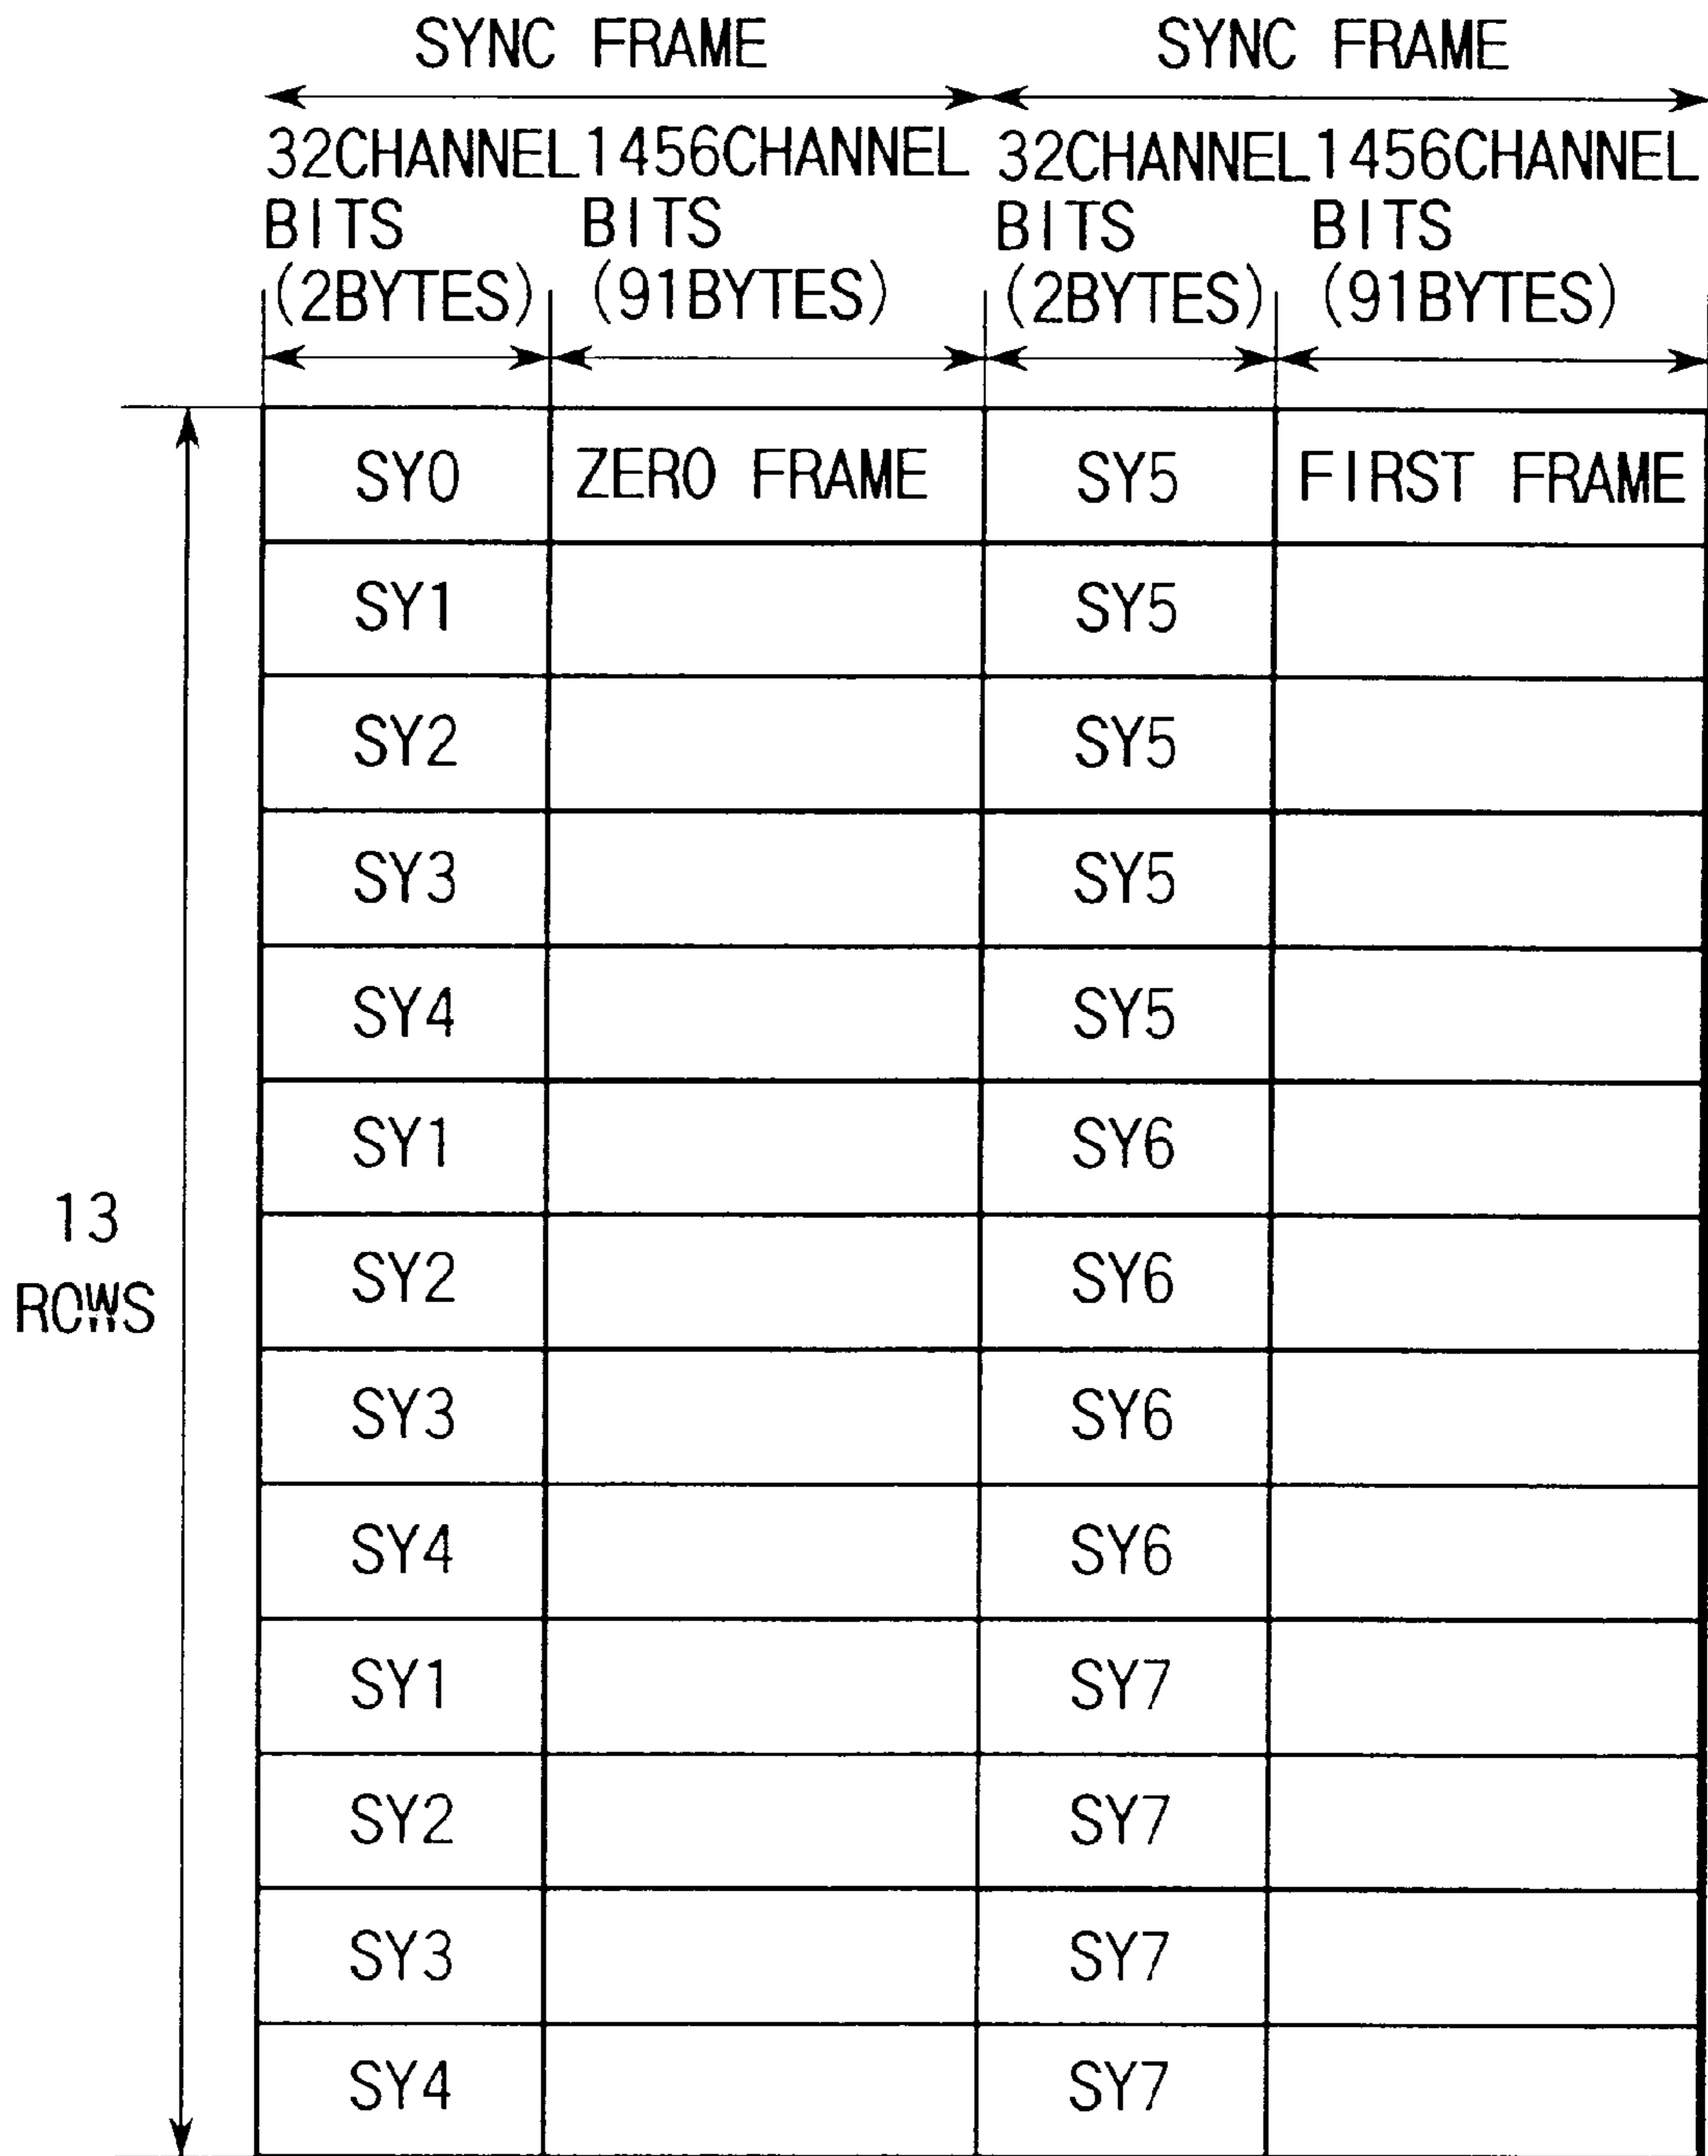 SYNC FRAME SYNC FRAME
32CHANNEL 1456CHANNEL 32CHANNEL 1456CHANNEL
BITS BITS BITS BITS
(2BYTES) (91BYTES) (2BYTES) (91BYTES)
SY0 ZERO FRAME SY5 FIRST FRAME
SY1 SY5
SY2 SY5
SY3 SY5
SY4 SY5
SY1 SY6
13
ROWS
SY2 SY6
SY3 SY6
SY4 SY6
SY1 SY7
SY2 SY7
SY3 SY7
SY4 SY7